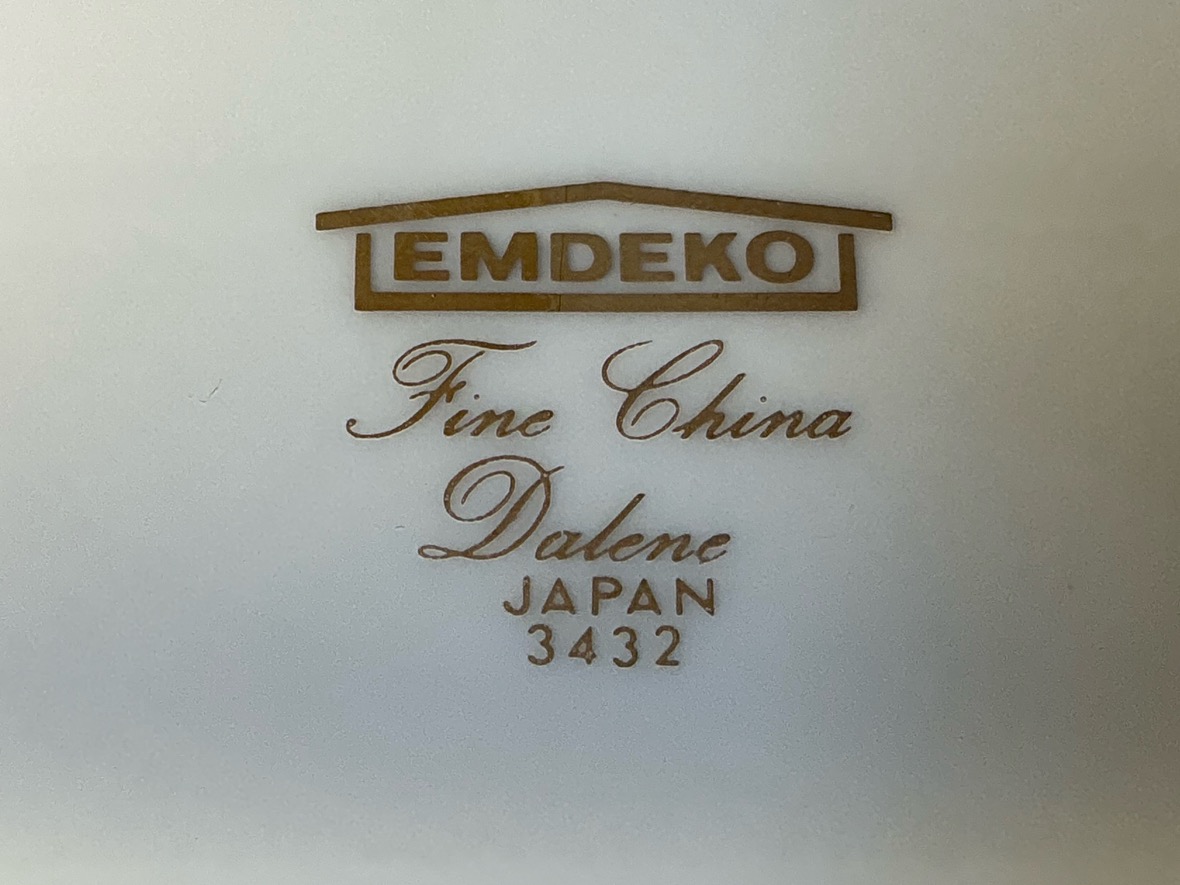 EMDEKO
Fine China
Dalene
JAPAN
3432